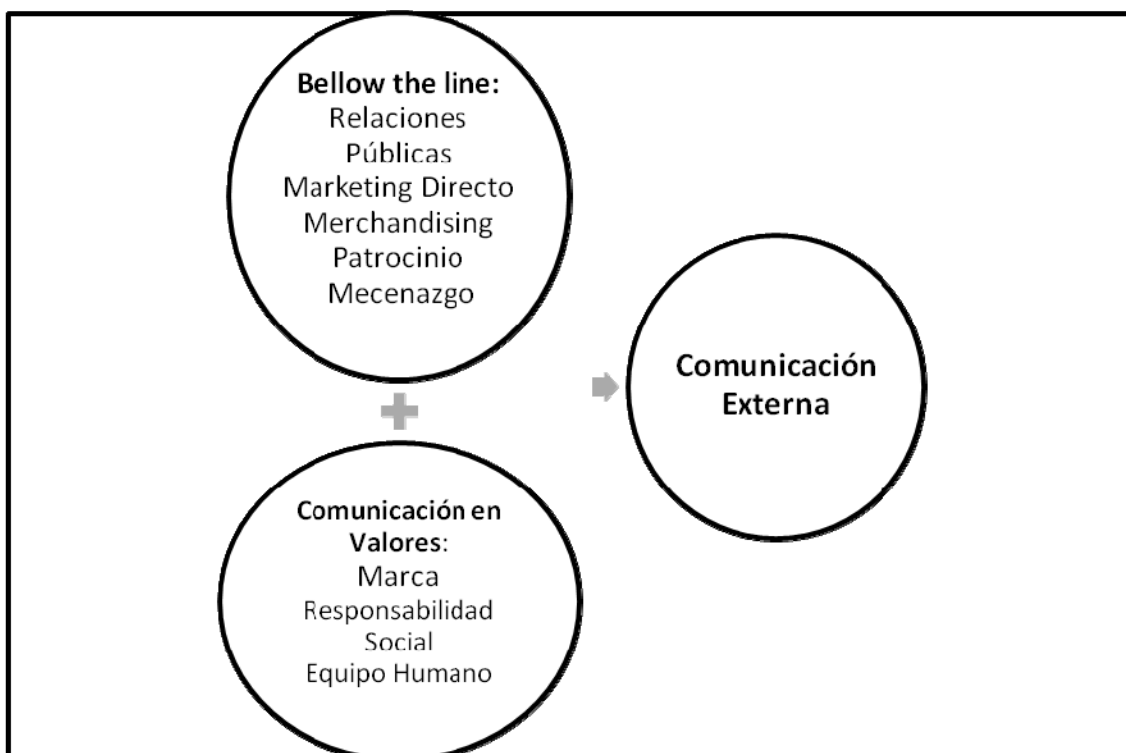 Bellow the line:
Relaciones
Públicas
Marketing Directo
Merchandising
Patrocinio
Mecenazgo
Comunicación en
Valores:
Marca
Responsabilidad
Social
Equipo Humano
Comunicación
Externa